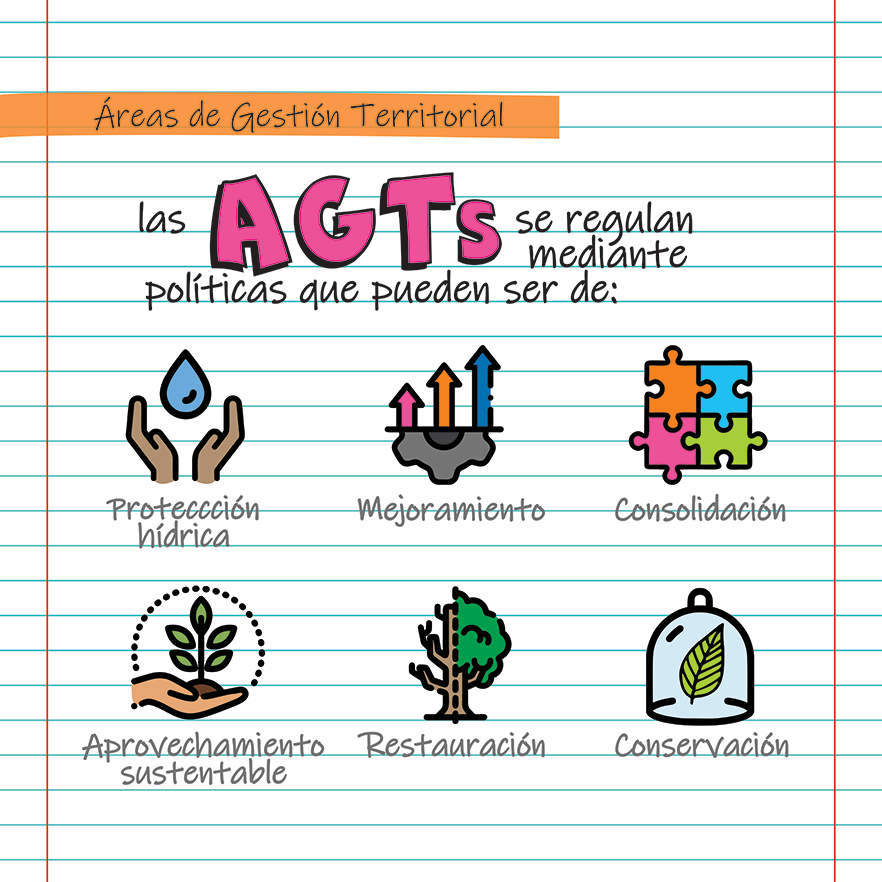 Áreas de Gestión Territorial
las AGTs se regulan
mediante
políticas que pueden ser de:
Proteccción
hídrica
Mejoramiento
Consolidación
Aprovechamiento
sustentable
Restauración
Conservación